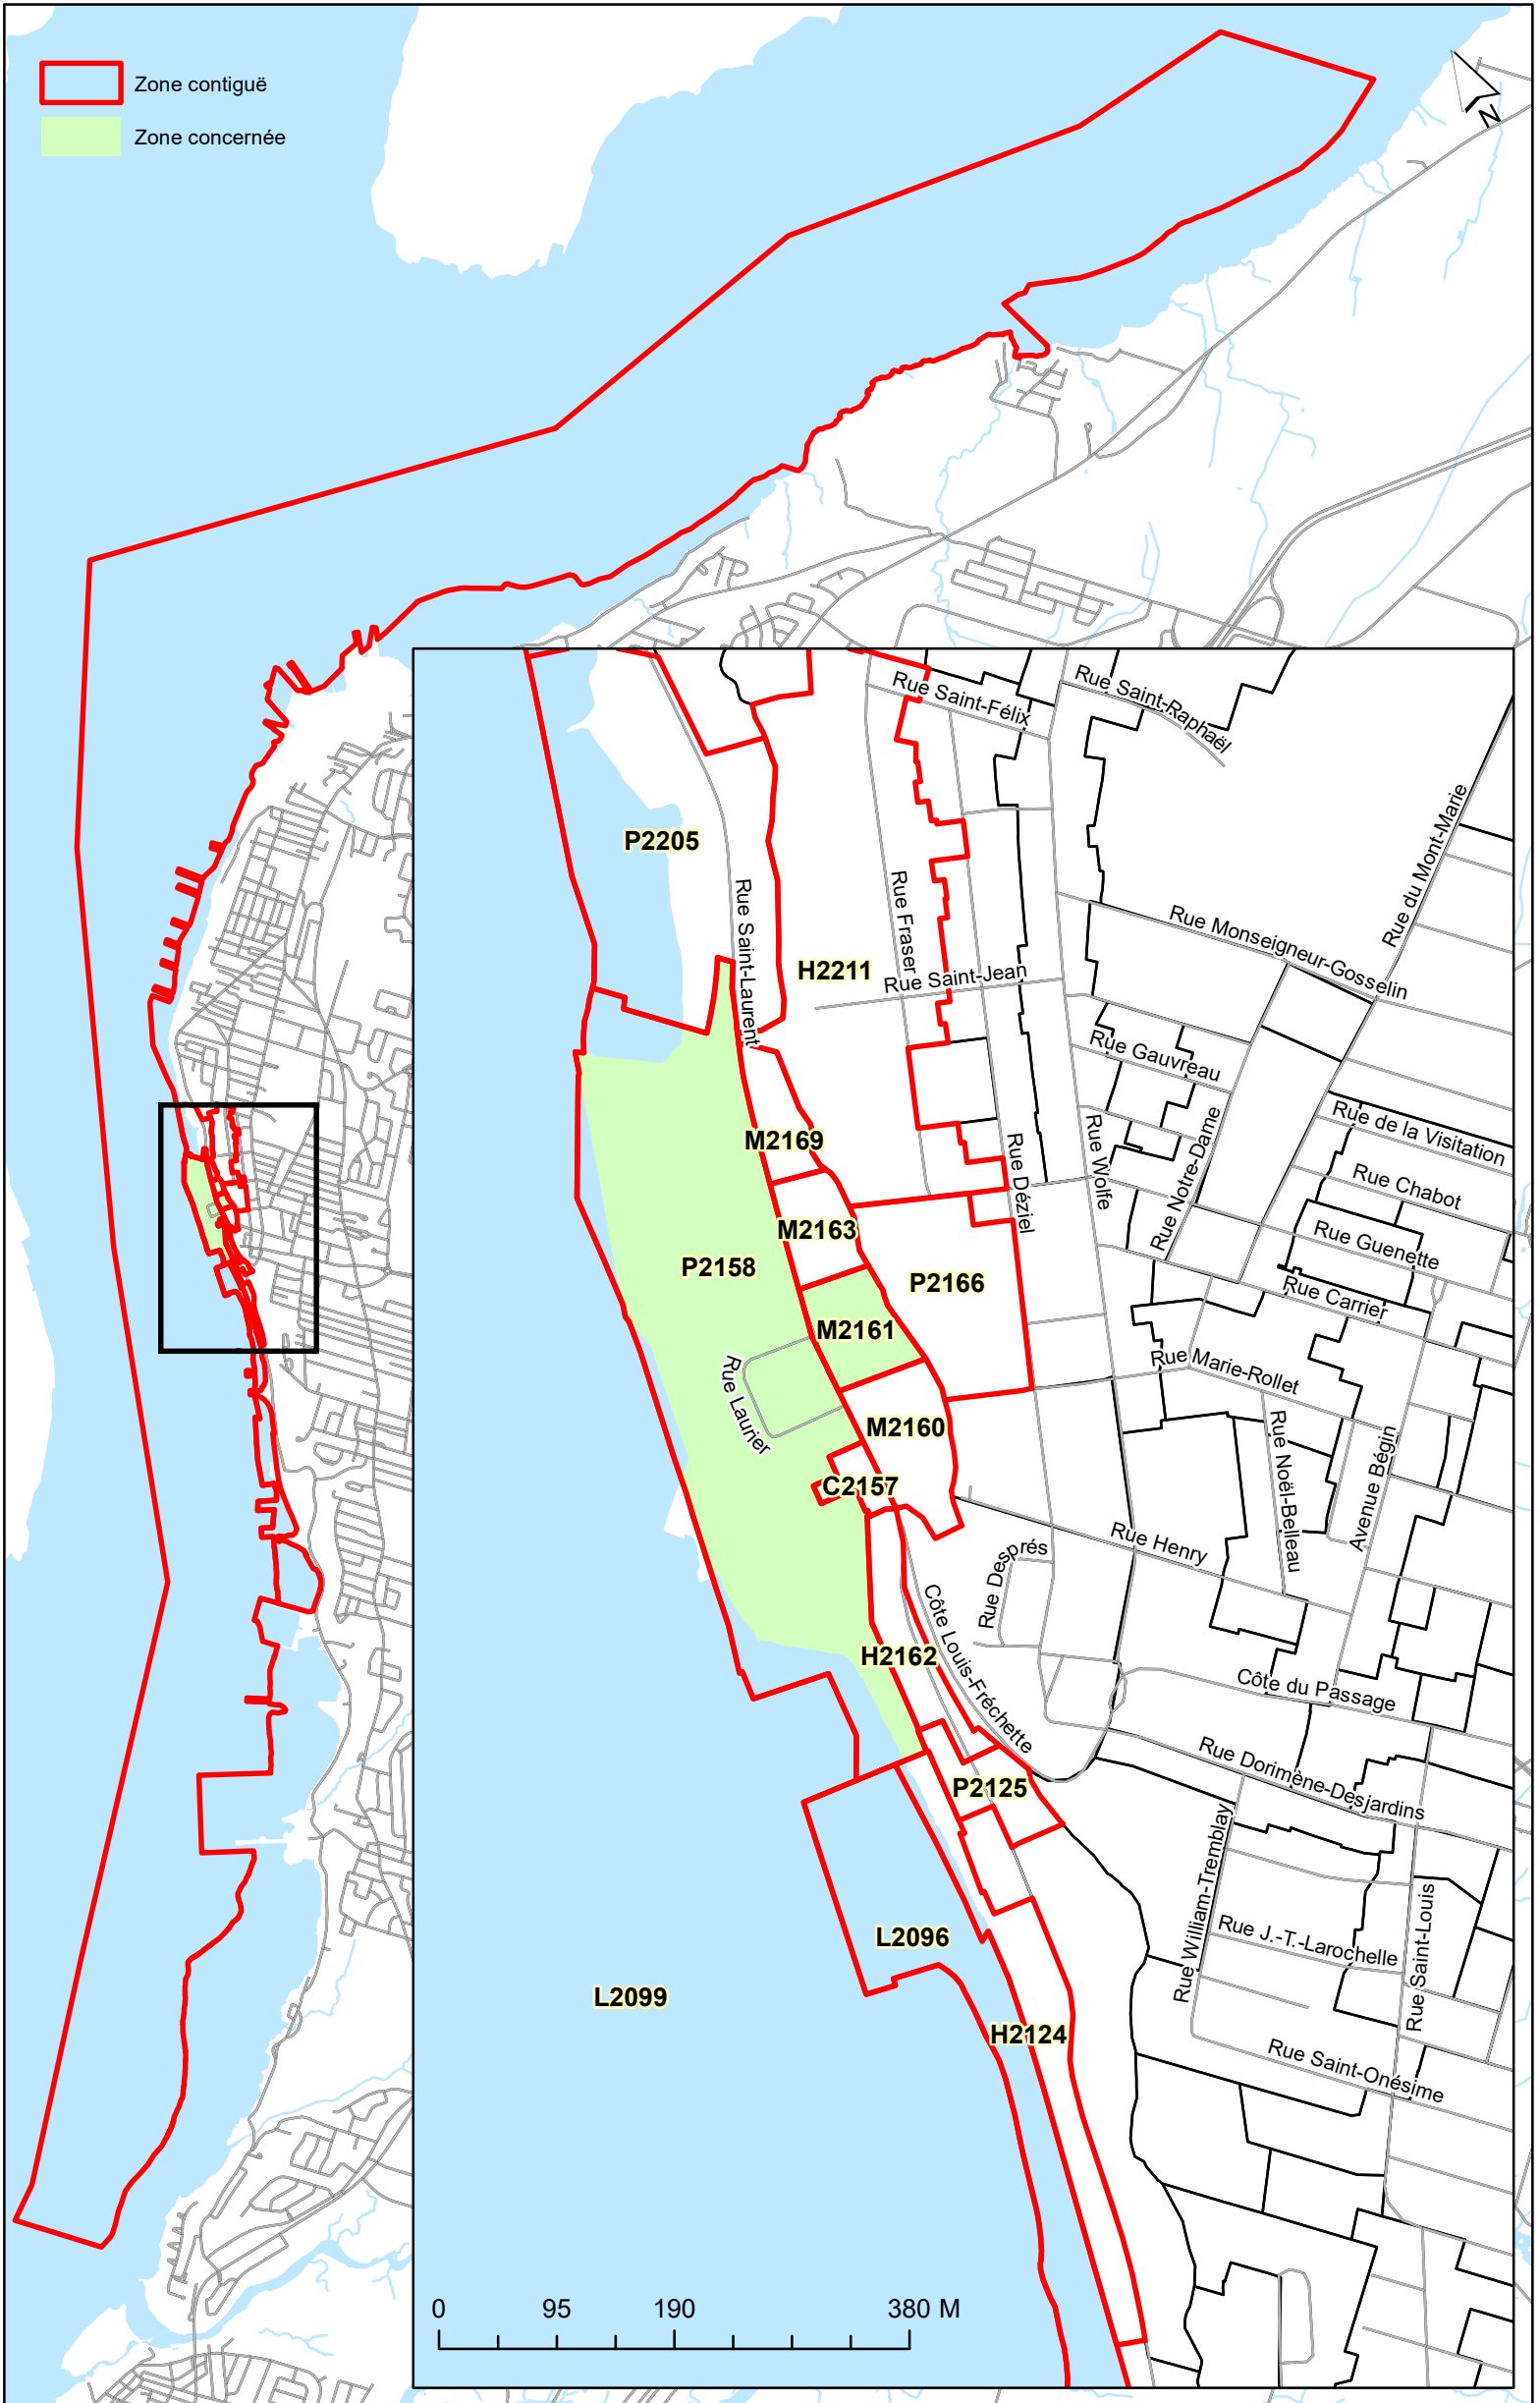 Zone contiguë
Zone concernée
N
Rue Saint-Félix
Rue Saint-Raphaël
P2205
Rue Saint-Laurent
Rue Fraser
Rue du Mont-Marie
Rue Monseigneur-Gosselin
H2211
Rue Saint-Jean
Rue Gauvreau
M2169
Rue Déziel
Rue Wolfe
Rue Notre-Dame
Rue de la Visitation
Rue Chabot
M2163
Rue Guenette
P2158
P2166
Rue Carrier
M2161
Rue Marie-Rollet
Rue Laurier
M2160
Rue Noël-Belleau
Avenue Bégin
C2157
Rue Henry
Rue Després
Côte Louis-Fréchette
H2162
Côte du Passage
Rue Dorimène-Desjardins
P2125
Rue William-Tremblay
L2096
Rue J.-T.-Larochelle
Rue Saint-Louis
L2099
H2124
Rue Saint-Onésime
0 95 190 380 M